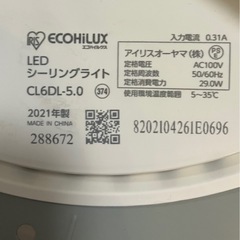 IRIS ECOHiLUX
エコハイルクス
LED
シーリングライト
CL6DL-5.0 374
2021年製
MADE IN CHINA
288672
入力電流 0.31A
アイリスオーヤマ(株) PSE
定格電圧 AC100V
定格周波数 50/60Hz
定格消費電力 29.0W
使用環境温度範囲 5～35℃
8202104261E0696